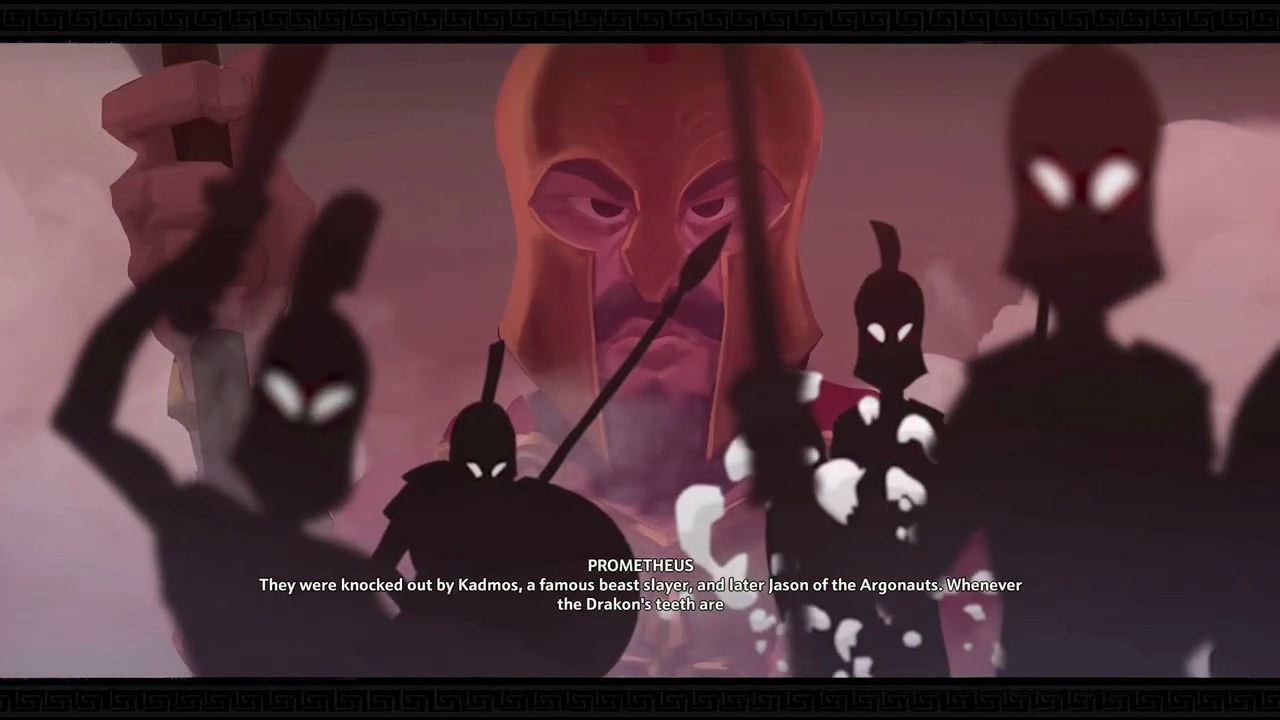 PROMETHEUS
They were knocked out by Kadmos, a famous beast slayer, and later Jason of the Argonauts. Whenever
the Drakon's teeth are